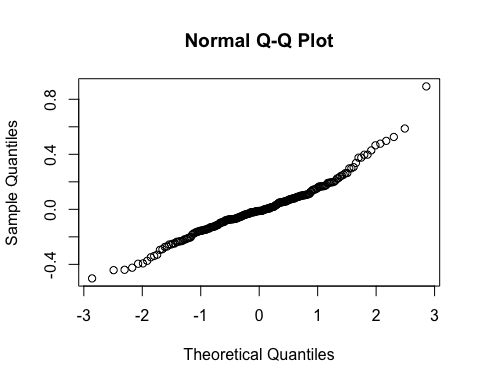 Normal Q-Q Plot
Sample Quantiles
0.8
0.4
0.0
-0.4
-3 -2 -1 0 1 2 3
Theoretical Quantiles